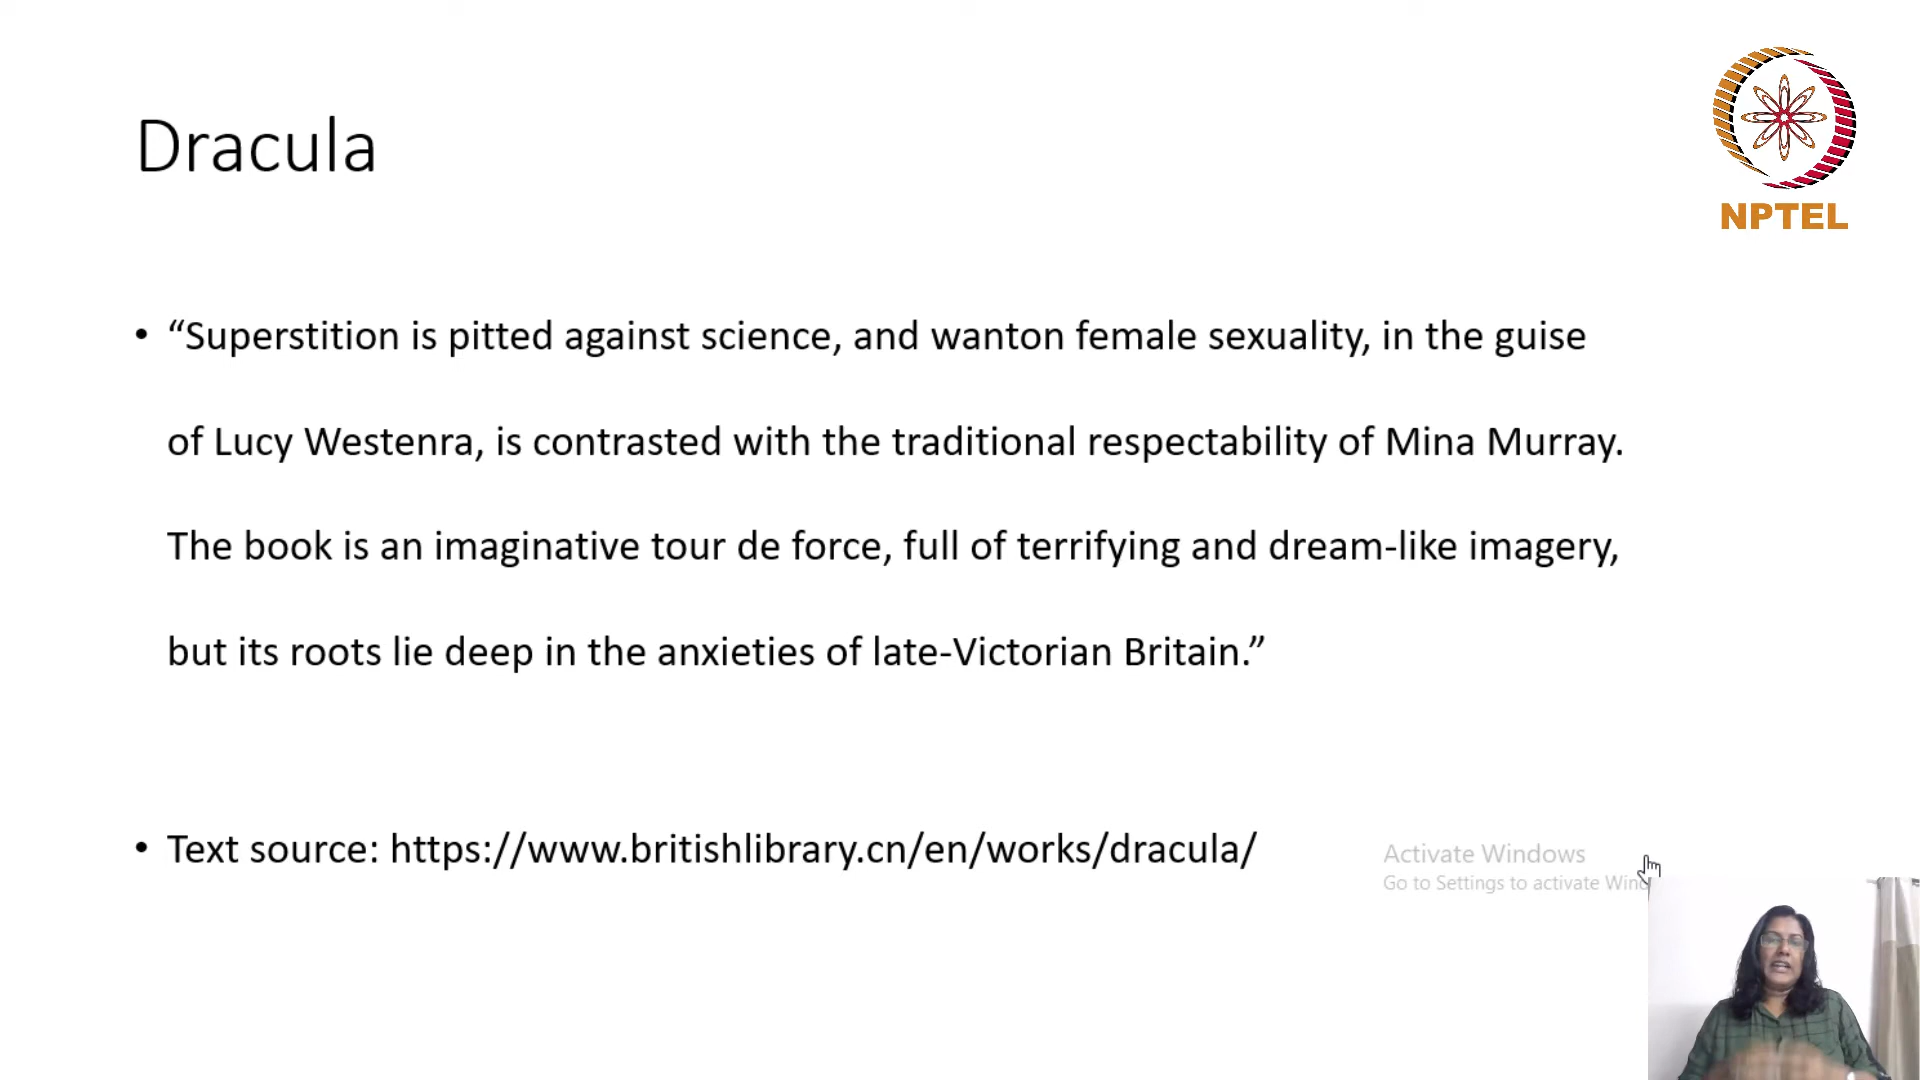 Dracula
NPTEL
• “Superstition is pitted against science, and wanton female sexuality, in the guise
of Lucy Westenra, is contrasted with the traditional respectability of Mina Murray.
The book is an imaginative tour de force, full of terrifying and dream-like imagery,
but its roots lie deep in the anxieties of late-Victorian Britain.”
• Text source: https://www.britishlibrary.cn/en/works/dracula/
Activate Windows
Go to Settings to activate